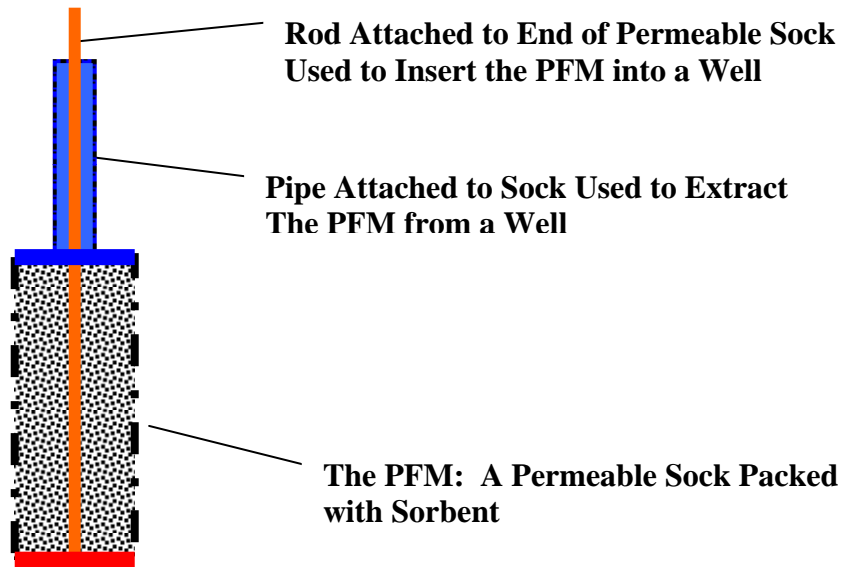 Rod Attached to End of Permeable Sock
Used to Insert the PFM into a Well
Pipe Attached to Sock Used to Extract
The PFM from a Well
The PFM: A Permeable Sock Packed
with Sorbent